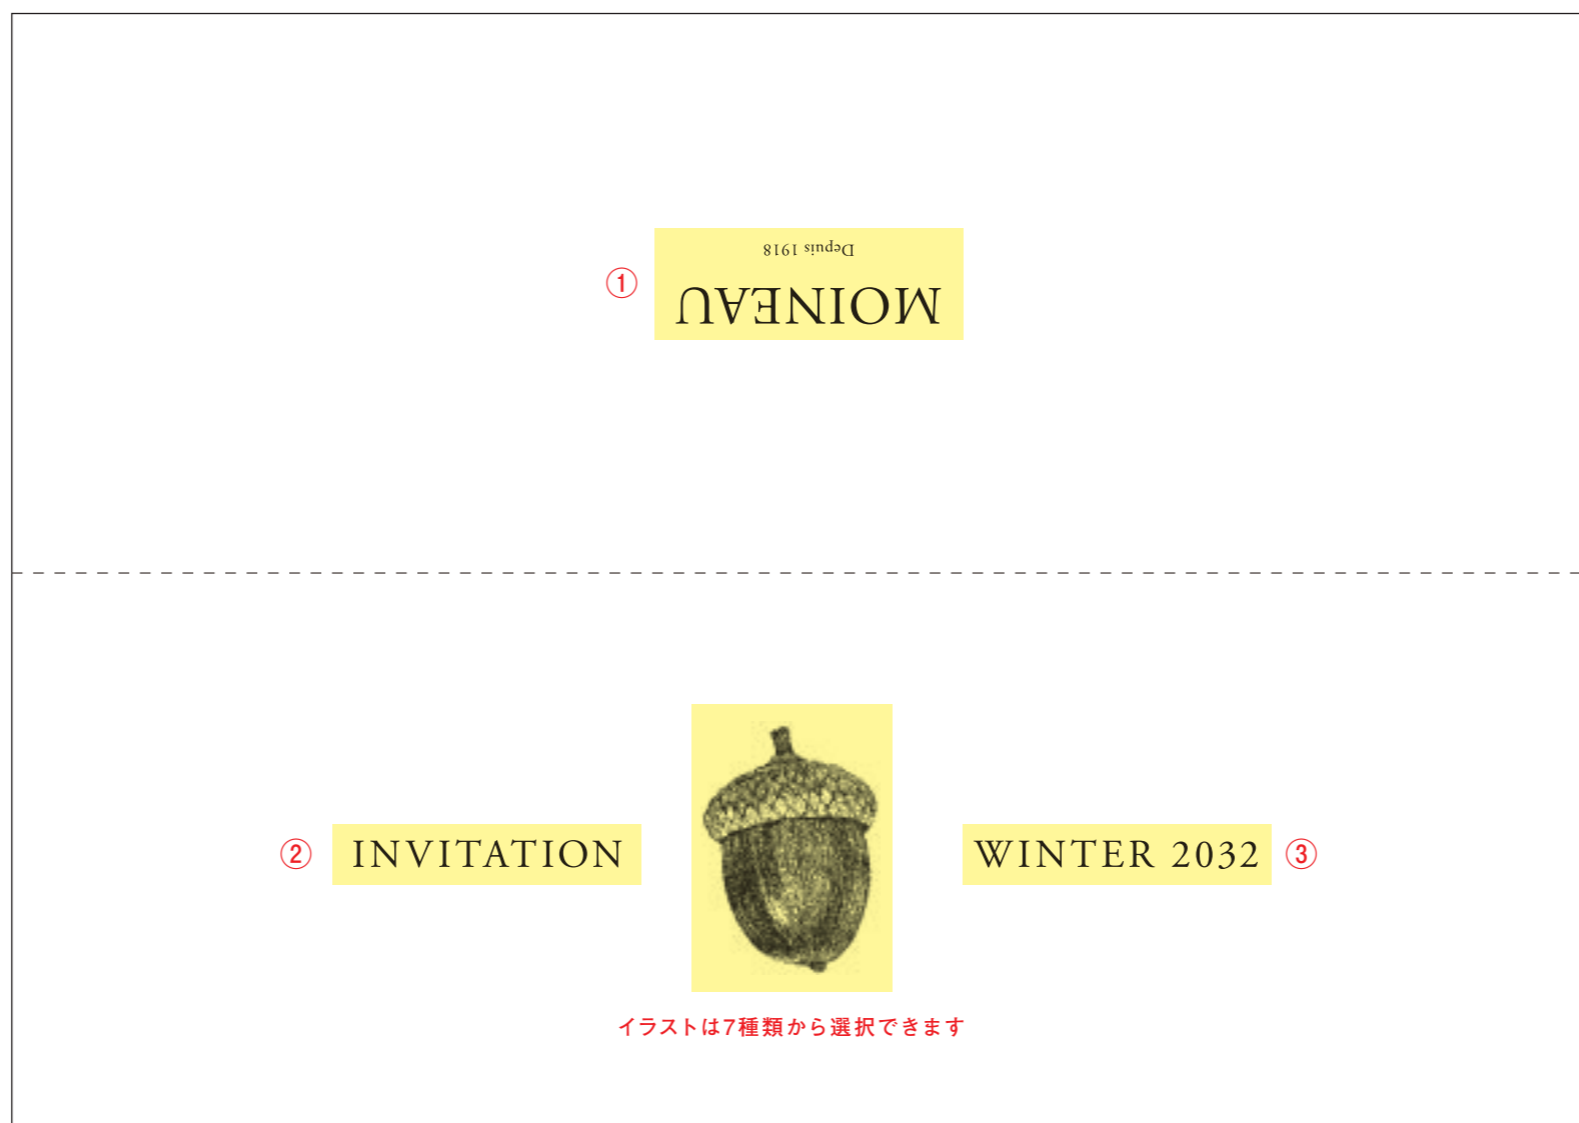 ①
MOINEAU
Depuis 1918
② INVITATION
WINTER 2032 ③
イラストは7種類から選択できます